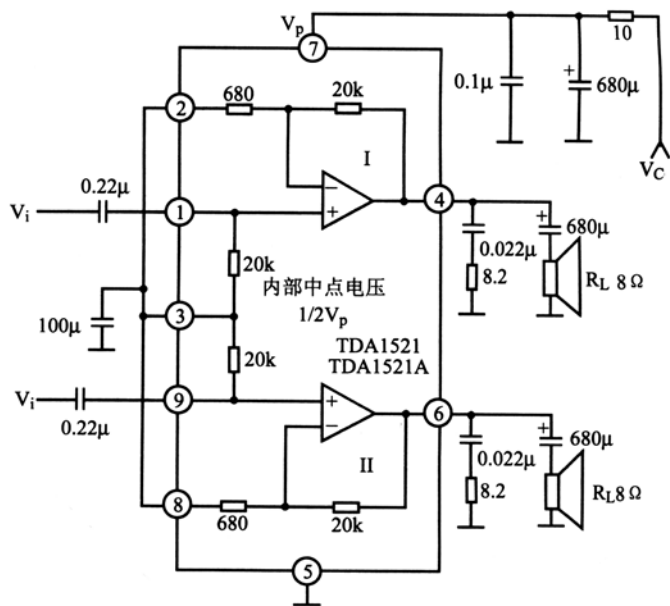 Vp
7
10
0.1μ
+
680μ
VC
2
680
20k
I
−
+
4
0.22μ
Vi
1
0.022μ
+
680μ
8.2
RL 8Ω
20k
内部中点电压
1/2Vp
100μ
3
20k
TDA1521
TDA1521A
Vi
0.22μ
9
+
−
6
0.022μ
+
680μ
8.2
RL8Ω
II
8
680
20k
5